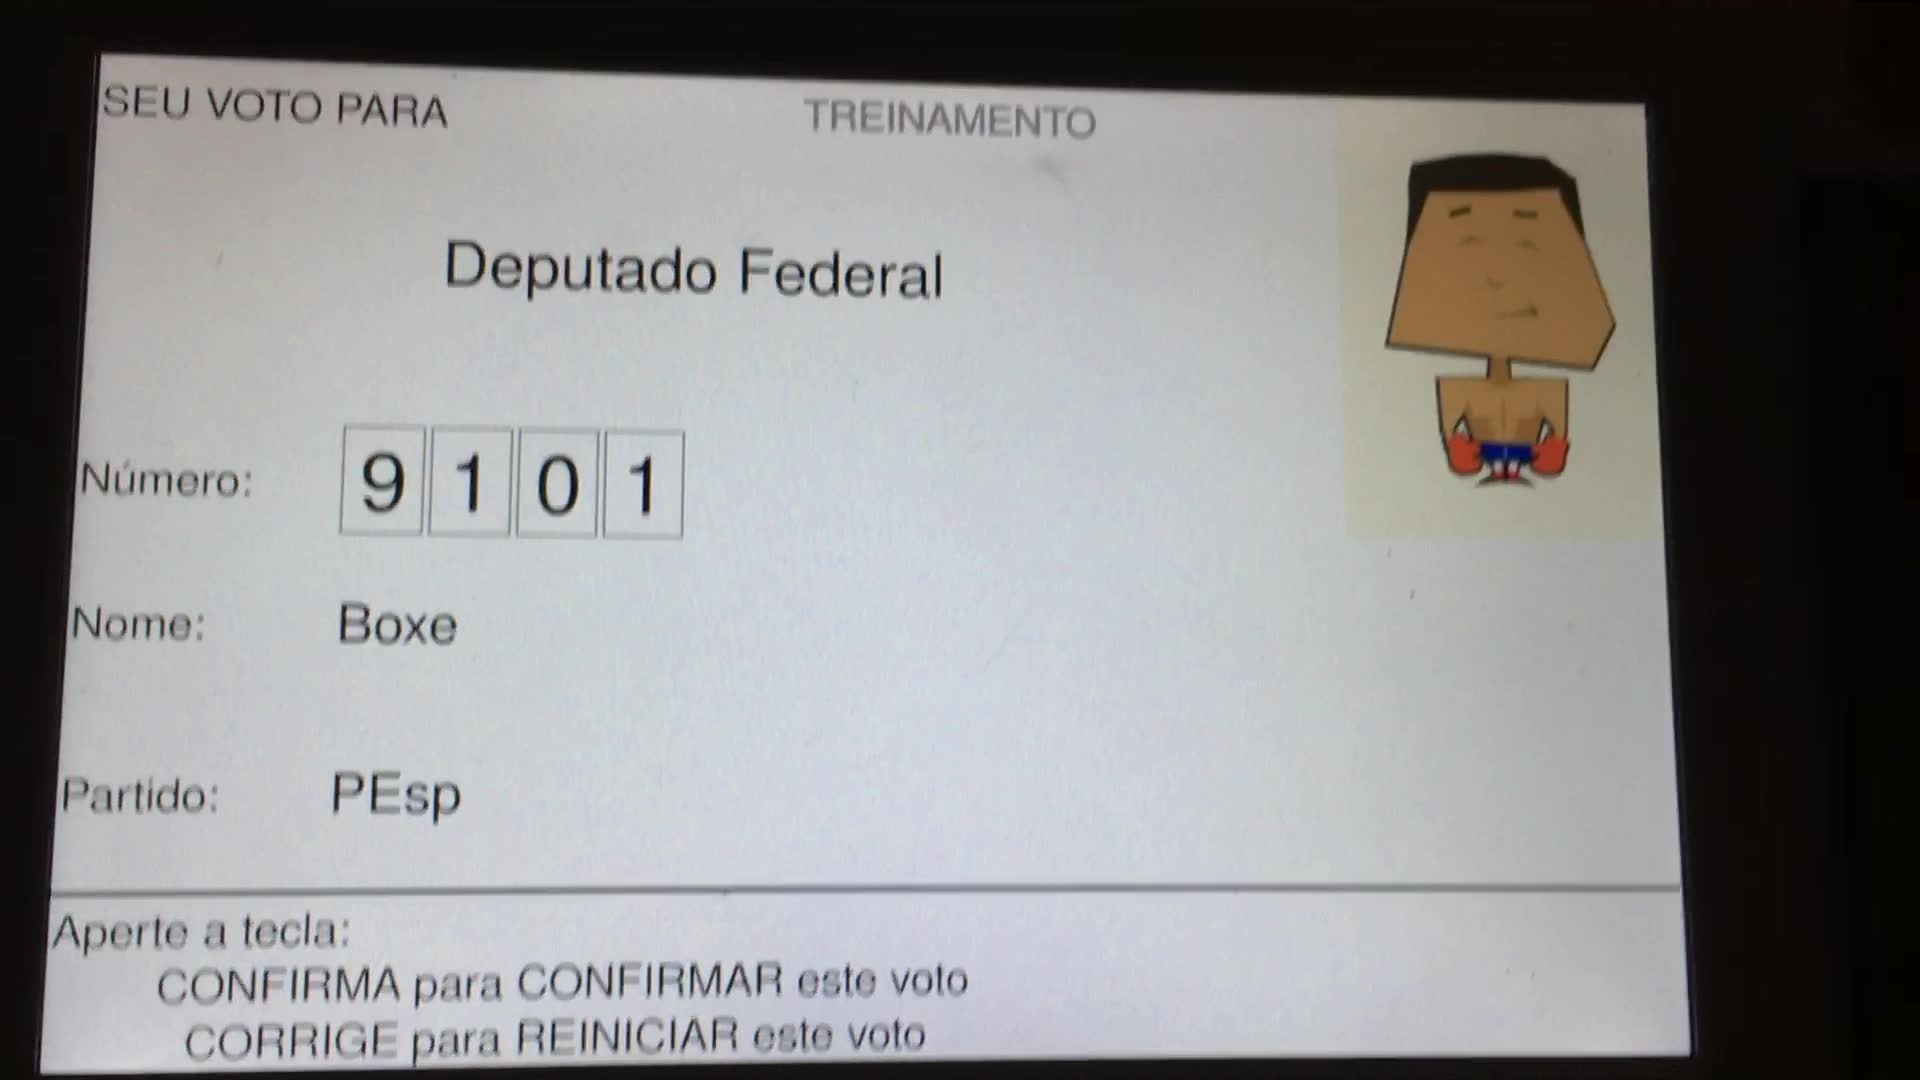 SEU VOTO PARA
TREINAMENTO
Deputado Federal
Número: 9 1 0 1
Nome: Boxe
Partido: PEsp
Aperte a tecla:
CONFIRMA para CONFIRMAR este voto
CORRIGE para REINICIAR este voto